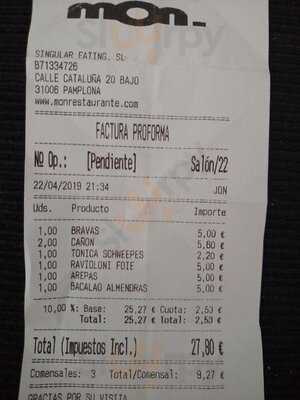 mon.
SINGULAR EATING, SL
B71334726
CALLE CATALUÑA 20 BAJO
31006 PAMPLONA
www.monrestaurante.com
FACTURA PROFORMA
Nº Op.: [Pendiente] Salón/22
22/04/2019 21:34 JON
Uds. Producto Importe
1,00 BRAVAS 5,00 €
2,00 CAÑON 5,60 €
1,00 TONICA SCHWEEPES 2,20 €
1,00 RAVIOLONI FOIE 5,00 €
1,00 AREPAS 5,00 €
1,00 BACALAO ALMENDRAS 5,00 €
10,00 %: Base: 25,27 € Cuota: 2,53 €
Total: 25,27 € Total: 2,53 €
Total (Impuestos Incl.) 27,80 €
Comensales: 3 Total/Comensal: 9,27 €
GRACIAS POR SU VISITA